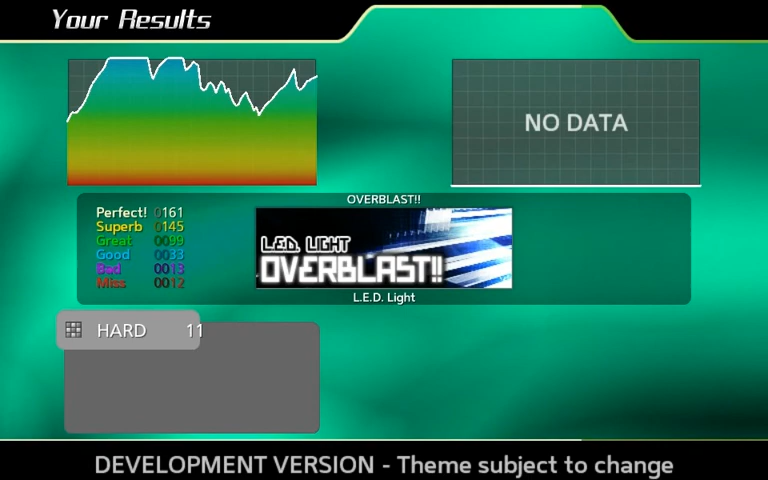 Your Results
NO DATA
OVERBLAST!!
Perfect! 0161
Superb 0145
Great 0099
Good 0033
Bad 0013
Miss 0012
L.E.D. LIGHT
OVERBLAST!!
L.E.D. Light
HARD 11
DEVELOPMENT VERSION - Theme subject to change